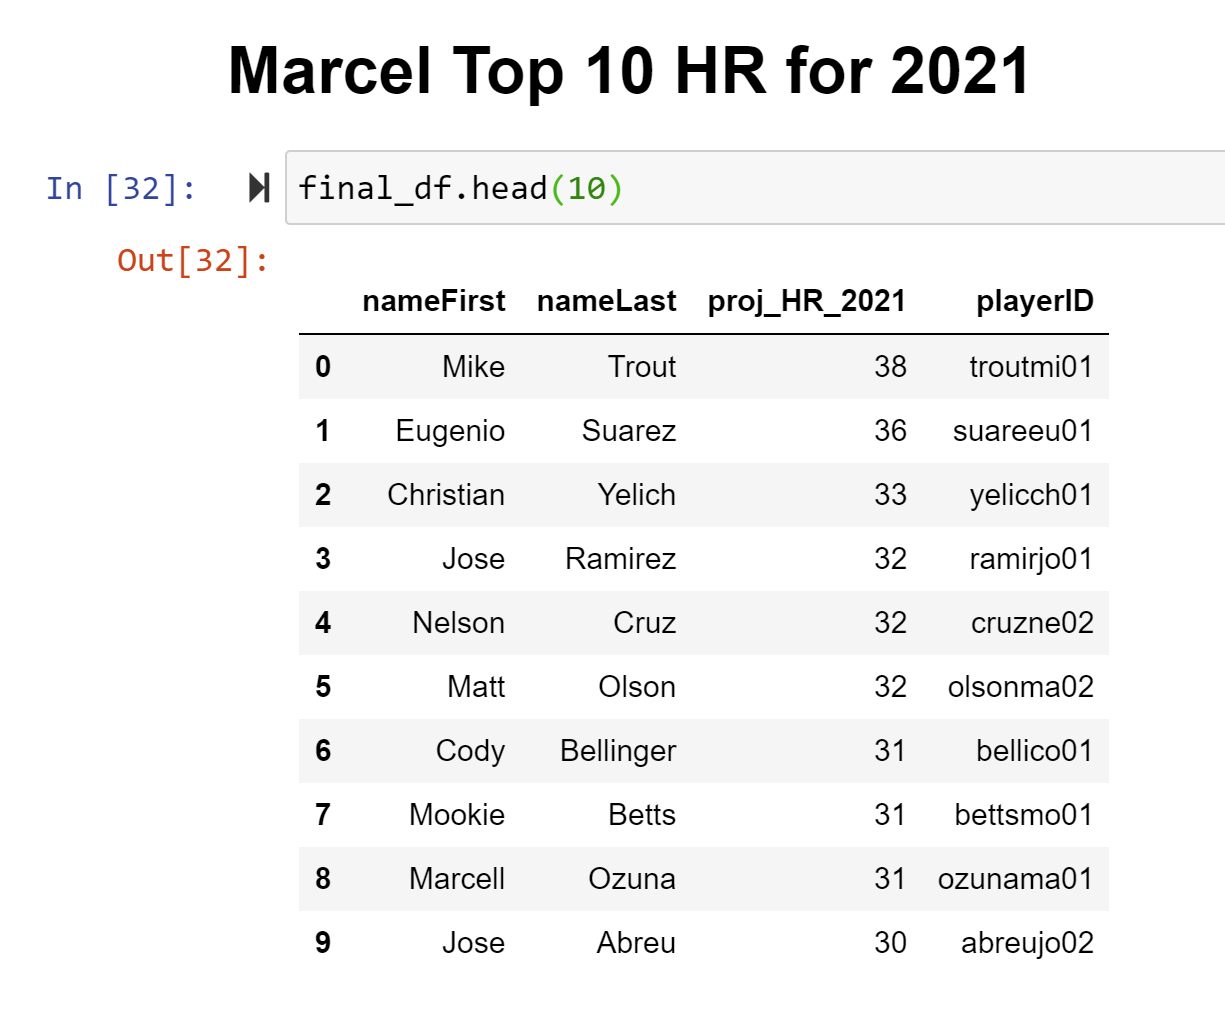 Marcel Top 10 HR for 2021
In [32]: final_df.head(10)
Out[32]:
nameFirst nameLast proj_HR_2021 playerID
0 Mike Trout 38 troutmi01
1 Eugenio Suarez 36 suareeu01
2 Christian Yelich 33 yelicch01
3 Jose Ramirez 32 ramirjo01
4 Nelson Cruz 32 cruzne02
5 Matt Olson 32 olsonma02
6 Cody Bellinger 31 bellico01
7 Mookie Betts 31 bettsmo01
8 Marcell Ozuna 31 ozunama01
9 Jose Abreu 30 abreujo02